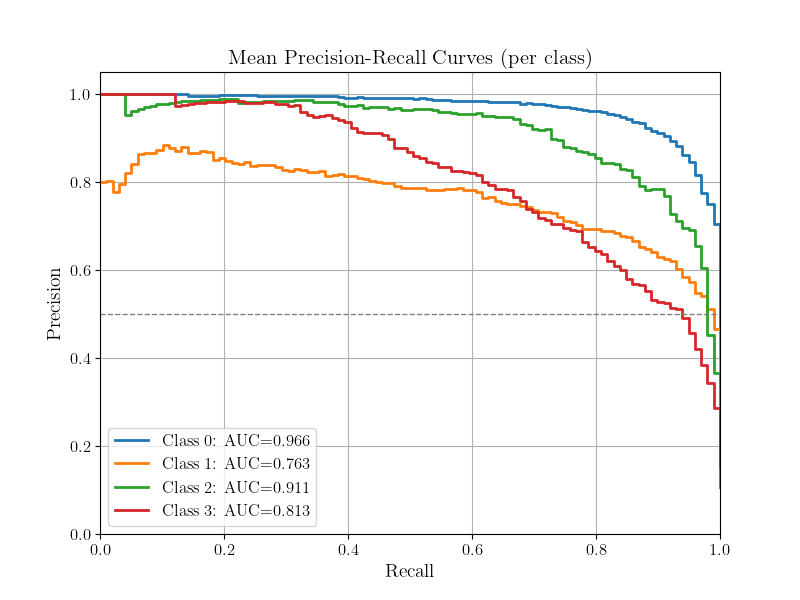 Mean Precision-Recall Curves (per class)
Precision
1.0
0.8
0.6
0.4
0.2
0.0
Class 0: AUC=0.966
Class 1: AUC=0.763
Class 2: AUC=0.911
Class 3: AUC=0.813
0.0 0.2 0.4 0.6 0.8 1.0
Recall